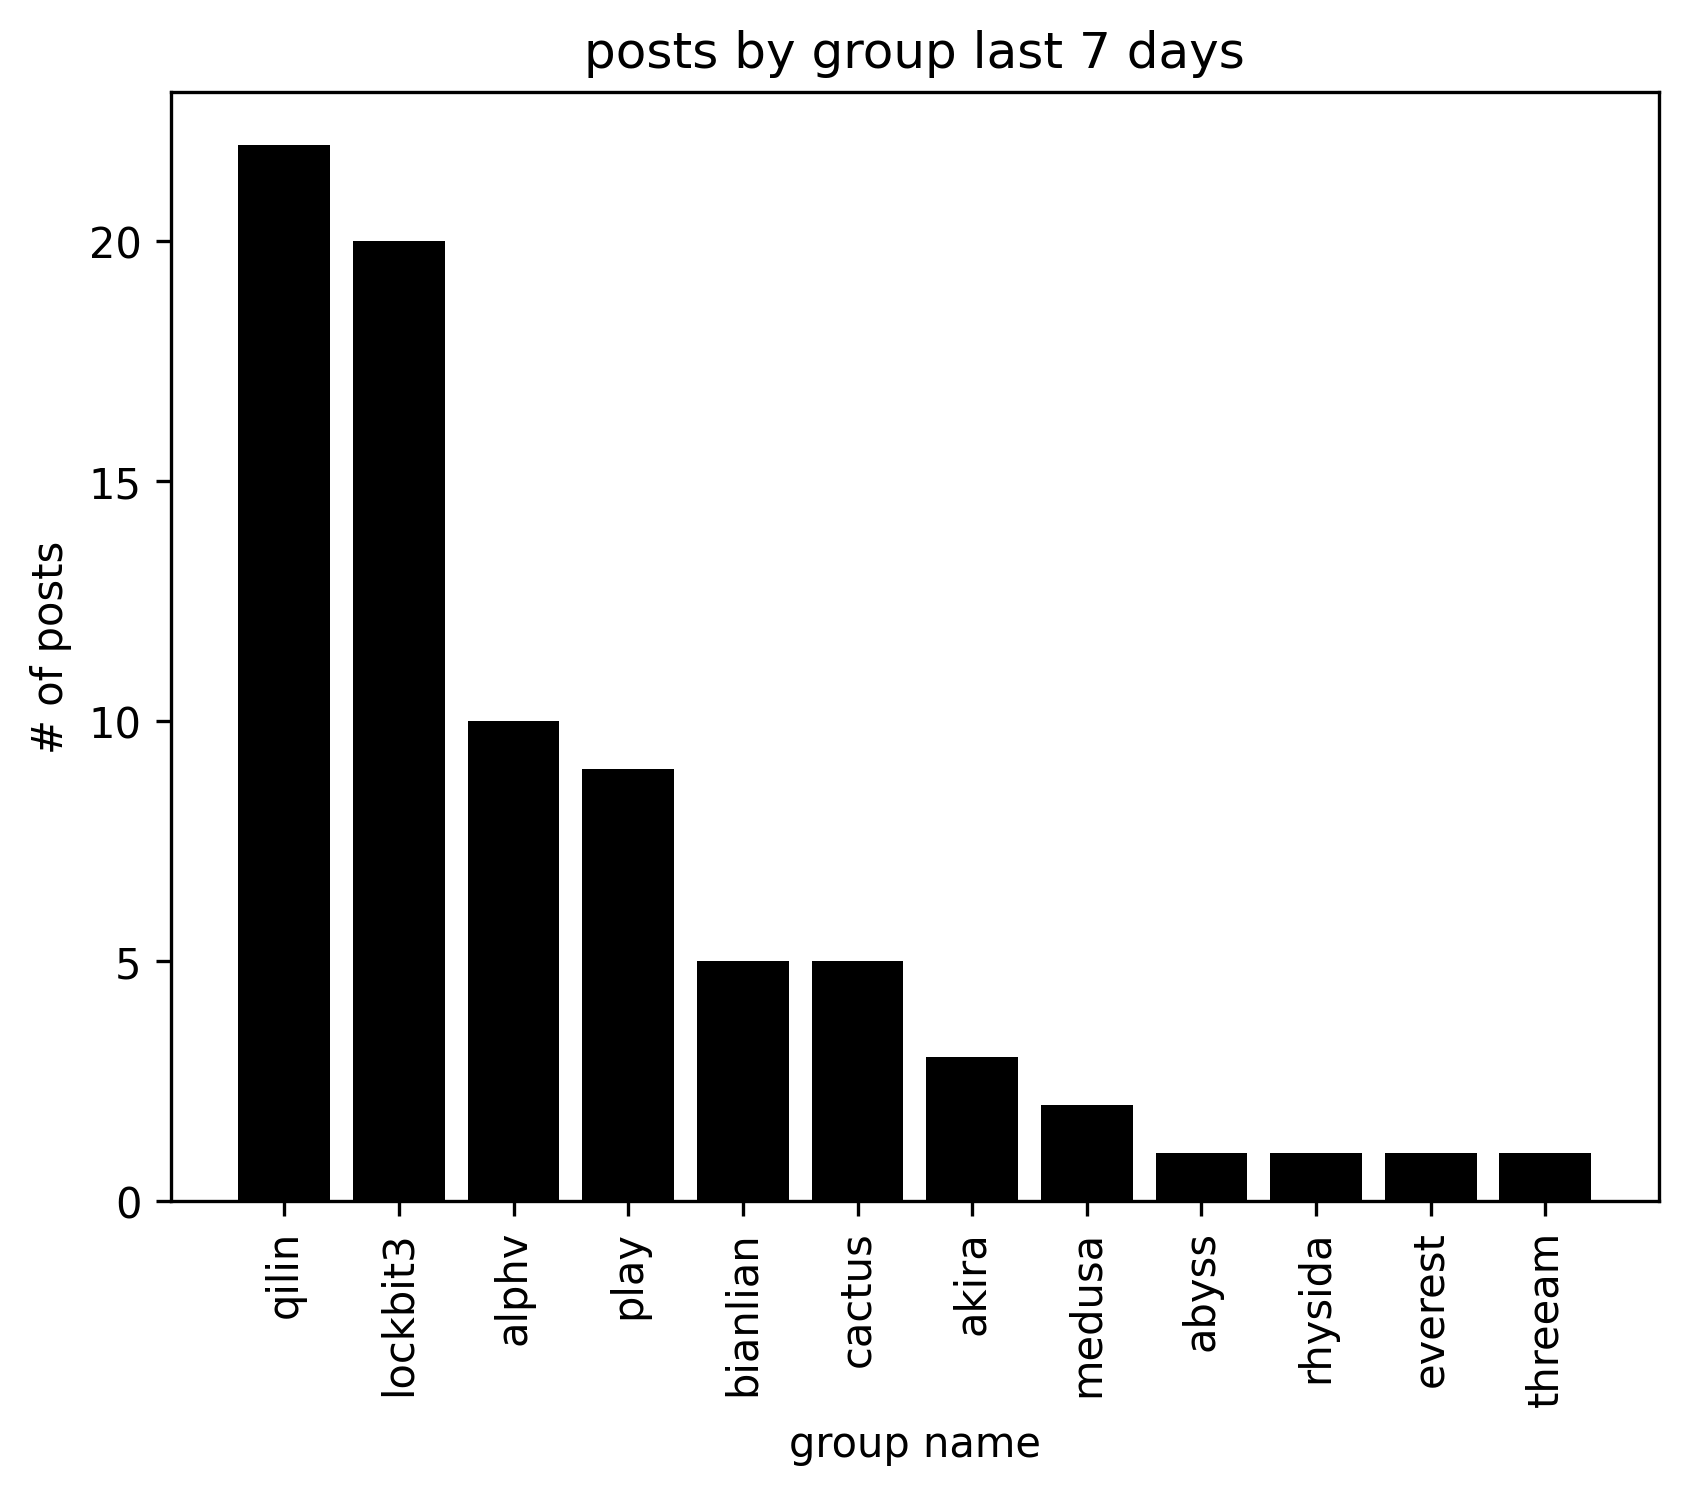 posts by group last 7 days
# of posts
20
15
10
5
0
qilin
lockbit3
alphv
play
bianlian
cactus
akira
medusa
abyss
rhysida
everest
threeam
group name